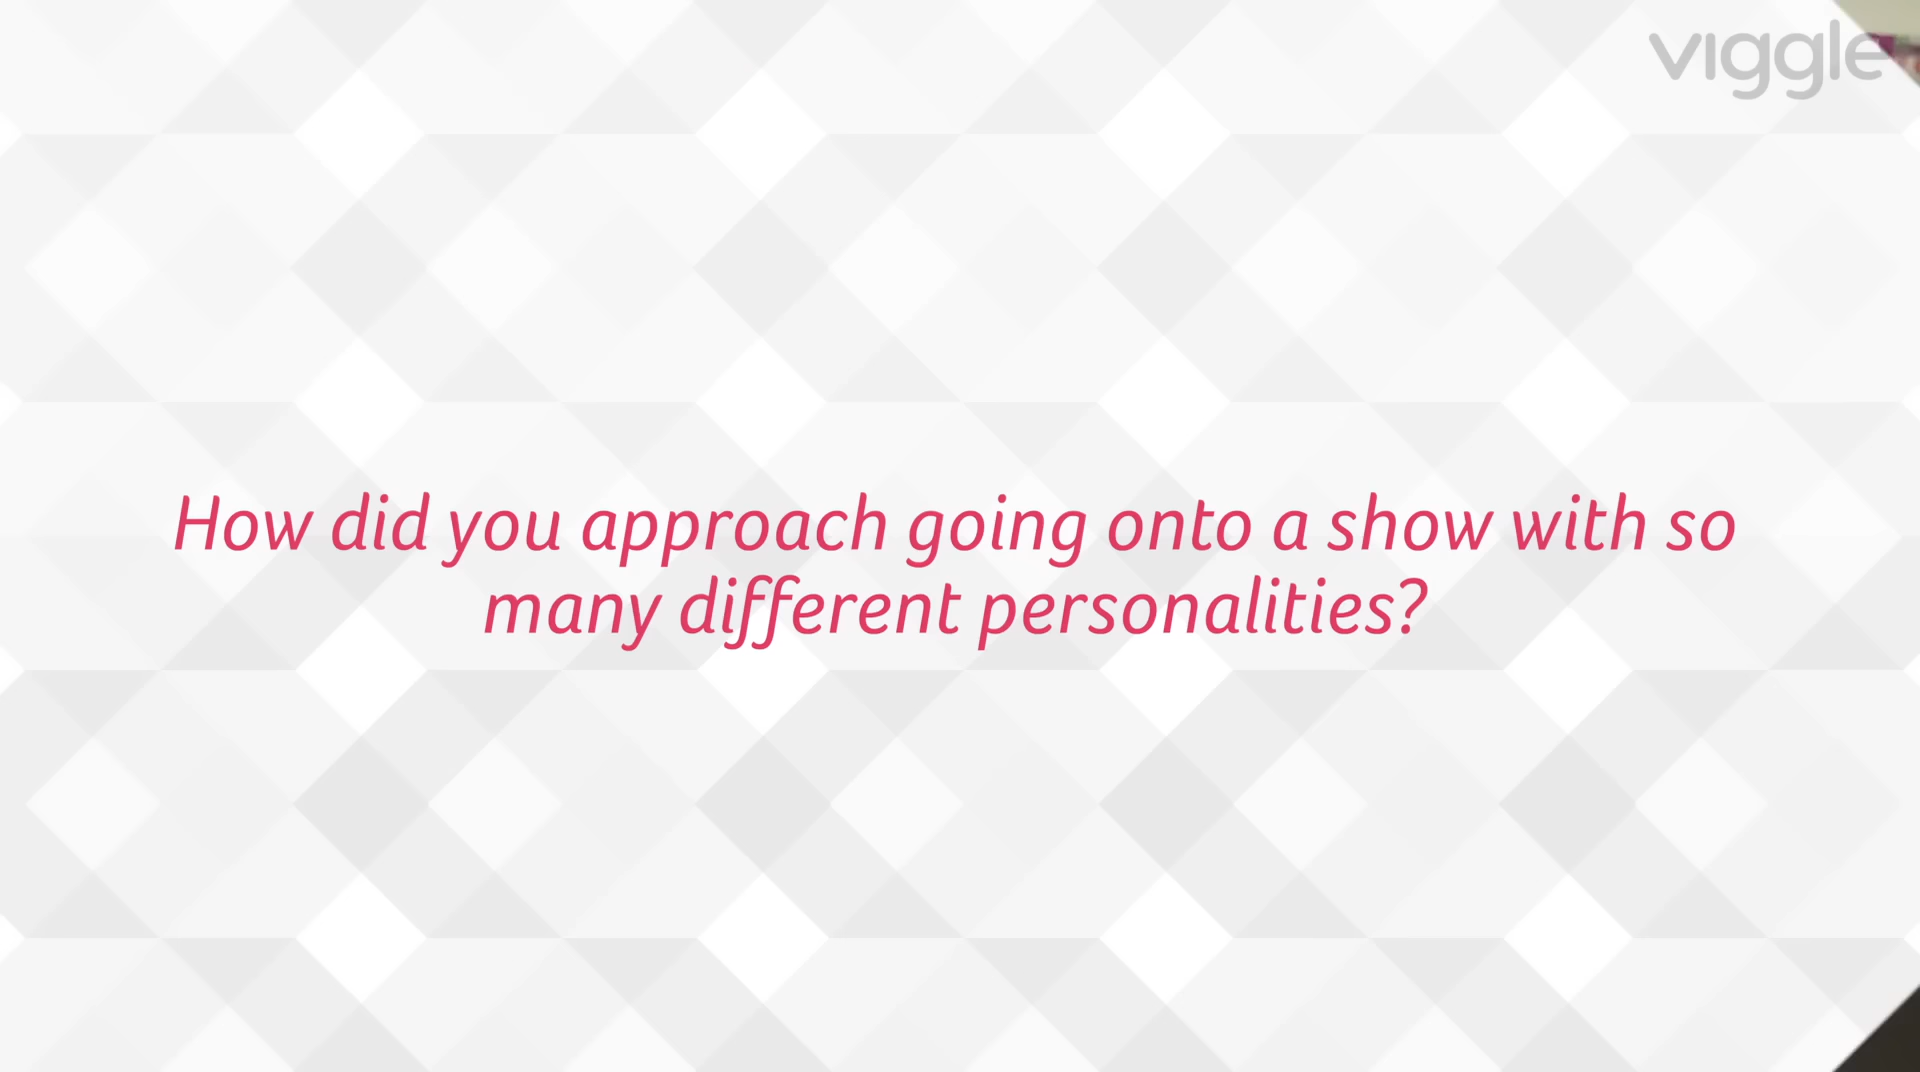 viggle
How did you approach going onto a show with so
many different personalities?